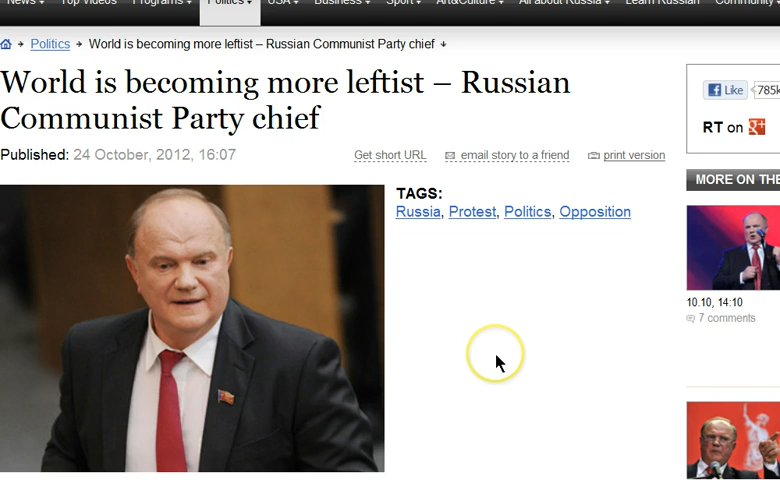 News Top Videos Programs Politics USA Business Sport Art&Culture All about Russia Learn Russian Community
Politics World is becoming more leftist – Russian Communist Party chief
World is becoming more leftist – Russian
Communist Party chief
Published: 24 October, 2012, 16:07
Get short URL email story to a friend print version
TAGS:
Russia, Protest, Politics, Opposition
Like 785k
RT on g+
MORE ON THE
10.10, 14:10
7 comments